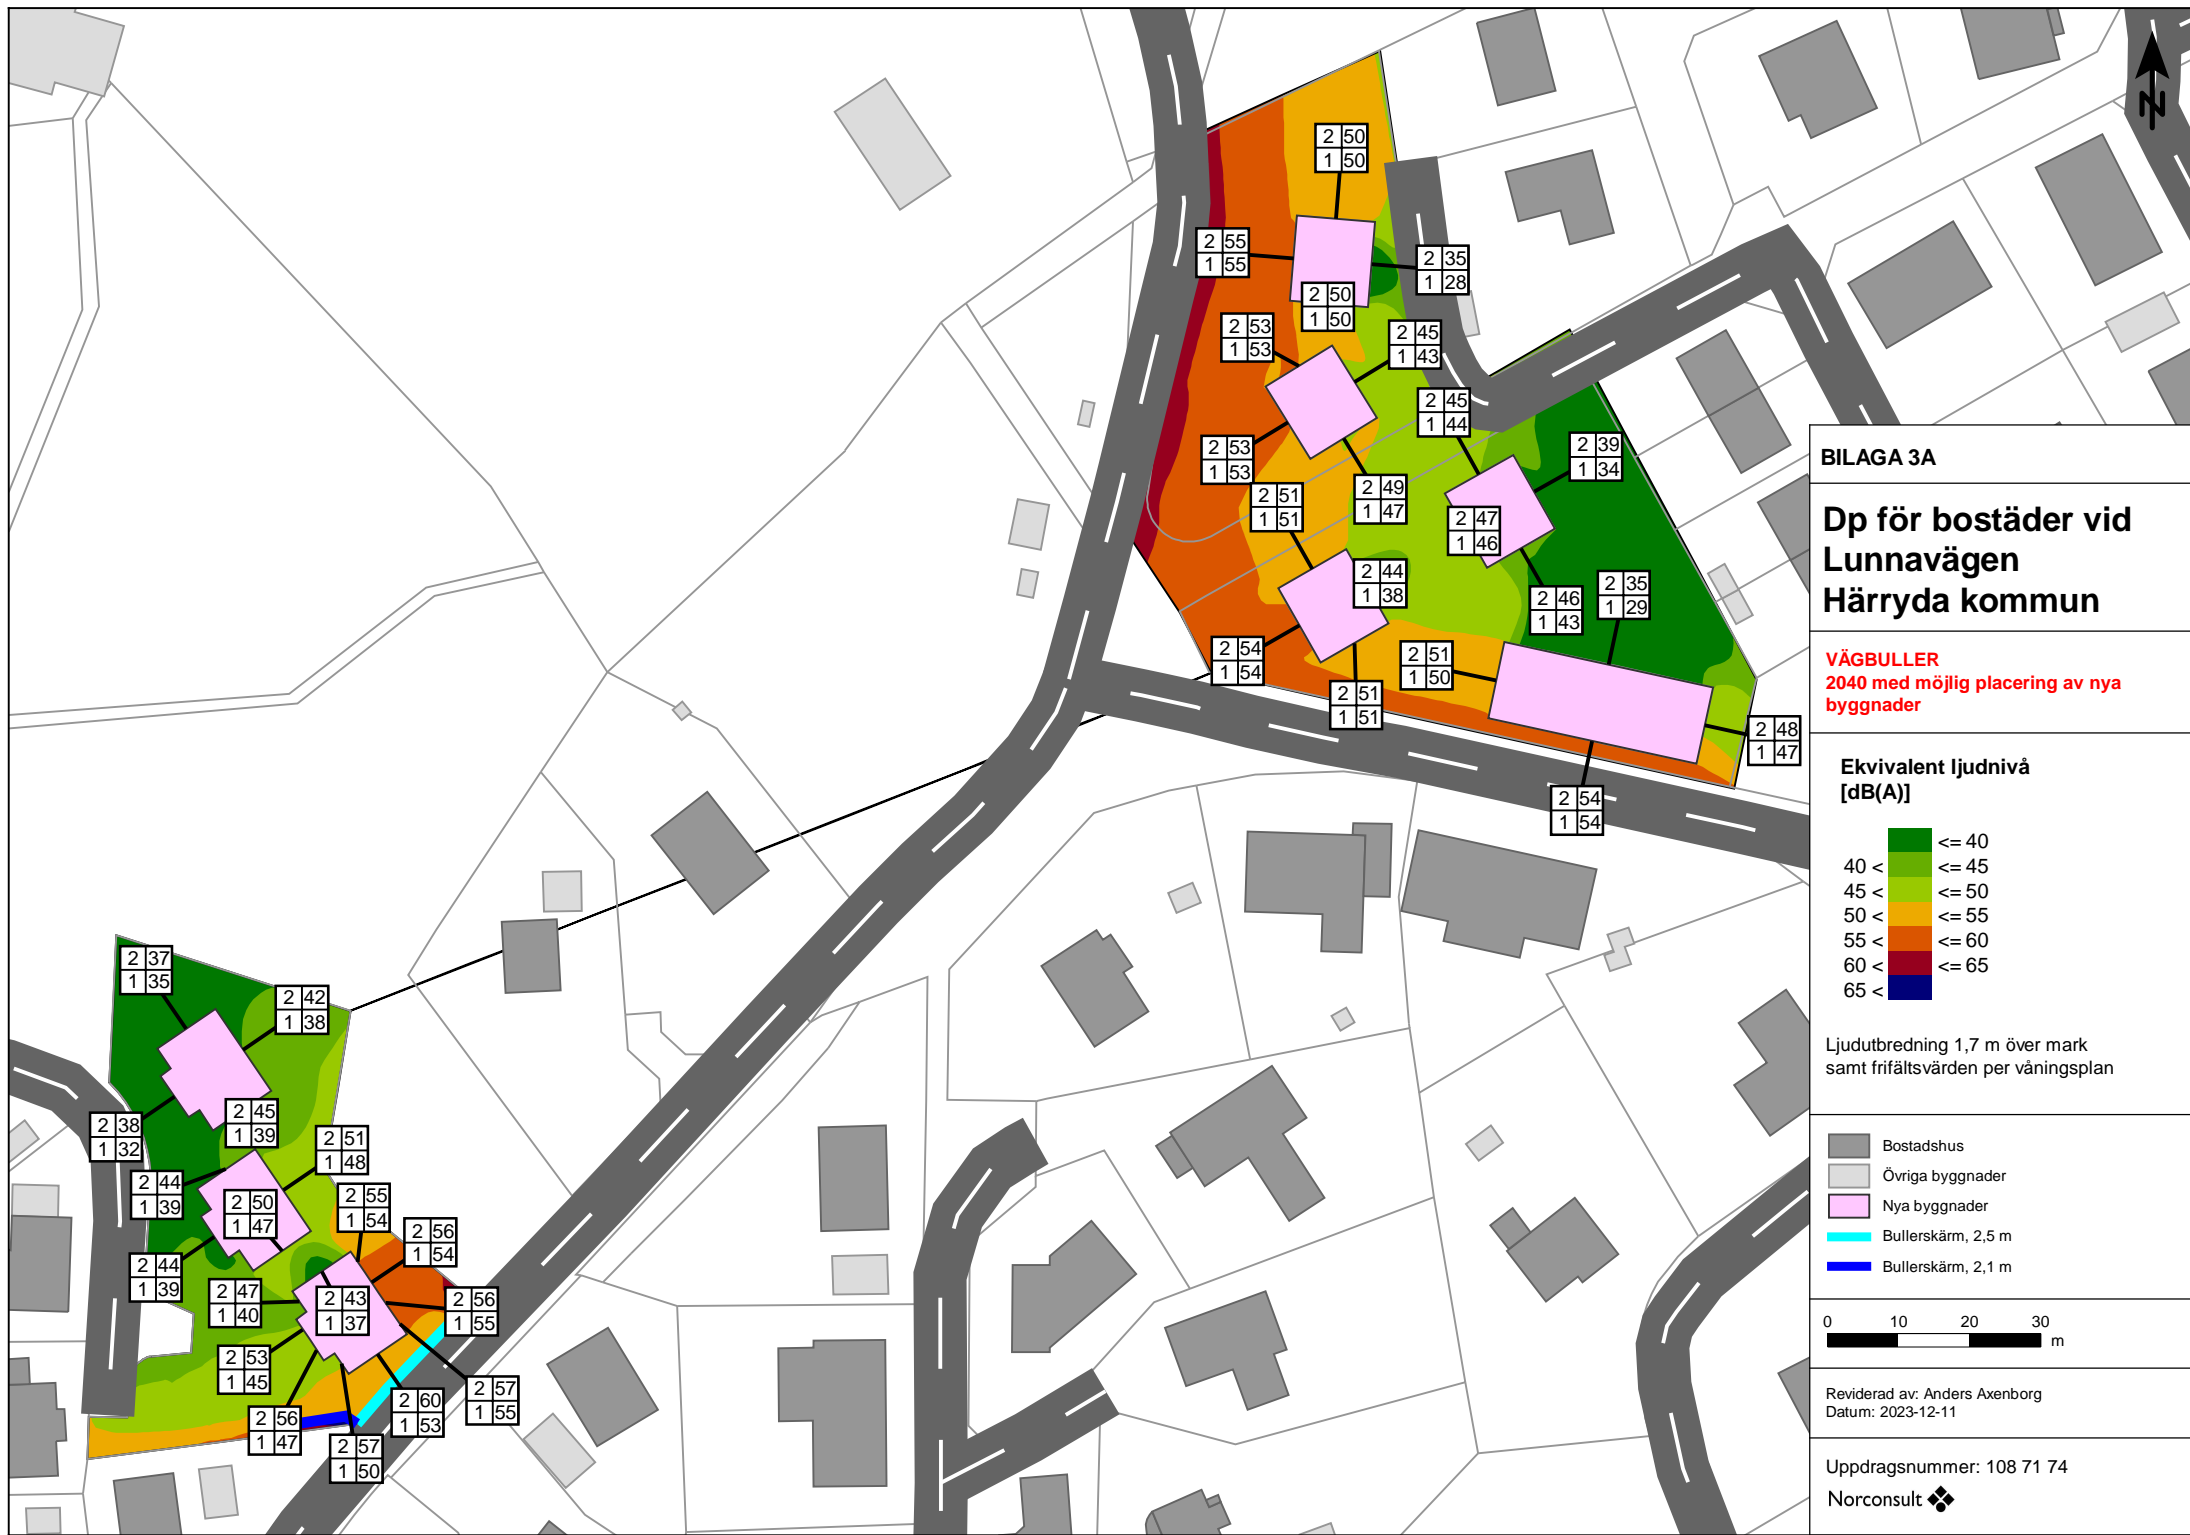 2 50
1 50
2 55
1 55
2 35
1 28
2 50
1 50
2 53
1 53
2 45
1 43
2 45
1 44
2 39
1 34
2 53
1 53
2 51
1 51
2 49
1 47
2 47
1 46
2 44
1 38
2 46
1 43
2 35
1 29
2 54
1 54
2 51
1 50
2 51
1 51
2 48
1 47
2 54
1 54
2 37
1 35
2 42
1 38
2 38
1 32
2 45
1 39
2 51
1 48
2 44
1 39
2 50
1 47
2 55
1 54
2 56
1 54
2 44
1 39
2 47
1 40
2 43
1 37
2 56
1 55
2 53
1 45
2 57
1 55
2 60
1 53
2 56
1 47
2 57
1 50
N
BILAGA 3A
Dp för bostäder vid
Lunnavägen
Härryda kommun
VÄGBULLER
2040 med möjlig placering av nya
byggnader
Ekvivalent ljudnivå
[dB(A)]
<= 40
40 < <= 45
45 < <= 50
50 < <= 55
55 < <= 60
60 < <= 65
65 <
Ljudutbredning 1,7 m över mark
samt frifältsvärden per våningsplan
Bostadshus
Övriga byggnader
Nya byggnader
Bullerskärm, 2,5 m
Bullerskärm, 2,1 m
0 10 20 30
m
Reviderad av: Anders Axenborg
Datum: 2023-12-11
Uppdragsnummer: 108 71 74
Norconsult